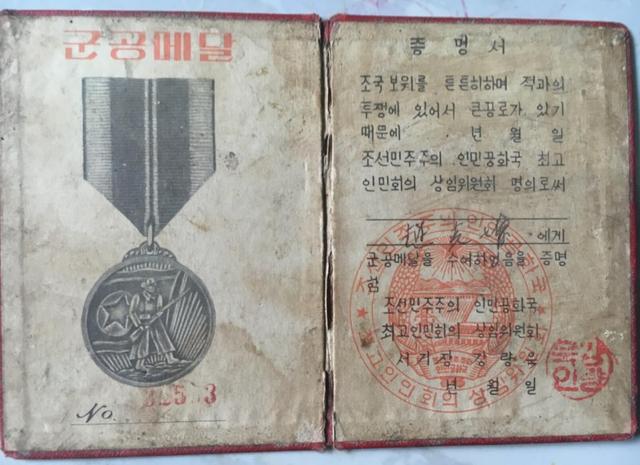 군공메달
No.
증명서
조국보위를 튼튼히하며 적과의
투쟁에 있어서 큰공로가 있기
때문에 년 월 일
조선민주주의 인민공화국 최고
인민회의 상임위원회 명의로써
에게
군공메달을 수여하였음을 증명
함
조선민주주의 인민공화국
최고인민회의 상임위원회
서기장 강량욱
년 월 일